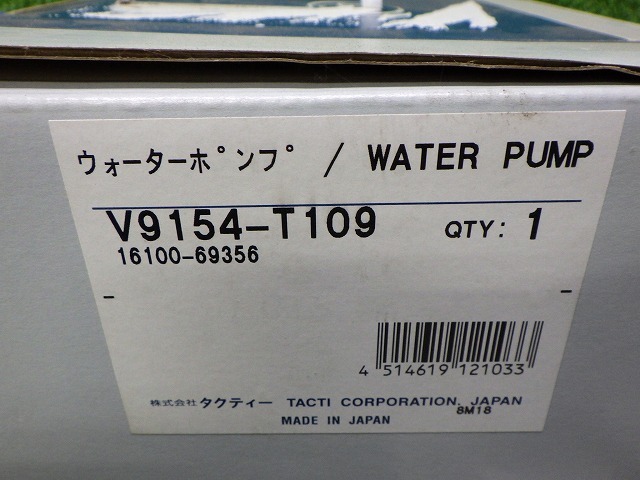 ウォーターポンプ / WATER PUMP
V9154-T109 QTY: 1
16100-69356
4 514619 121033
株式会社 タクティー TACTI CORPORATION. JAPAN
8M18
MADE IN JAPAN